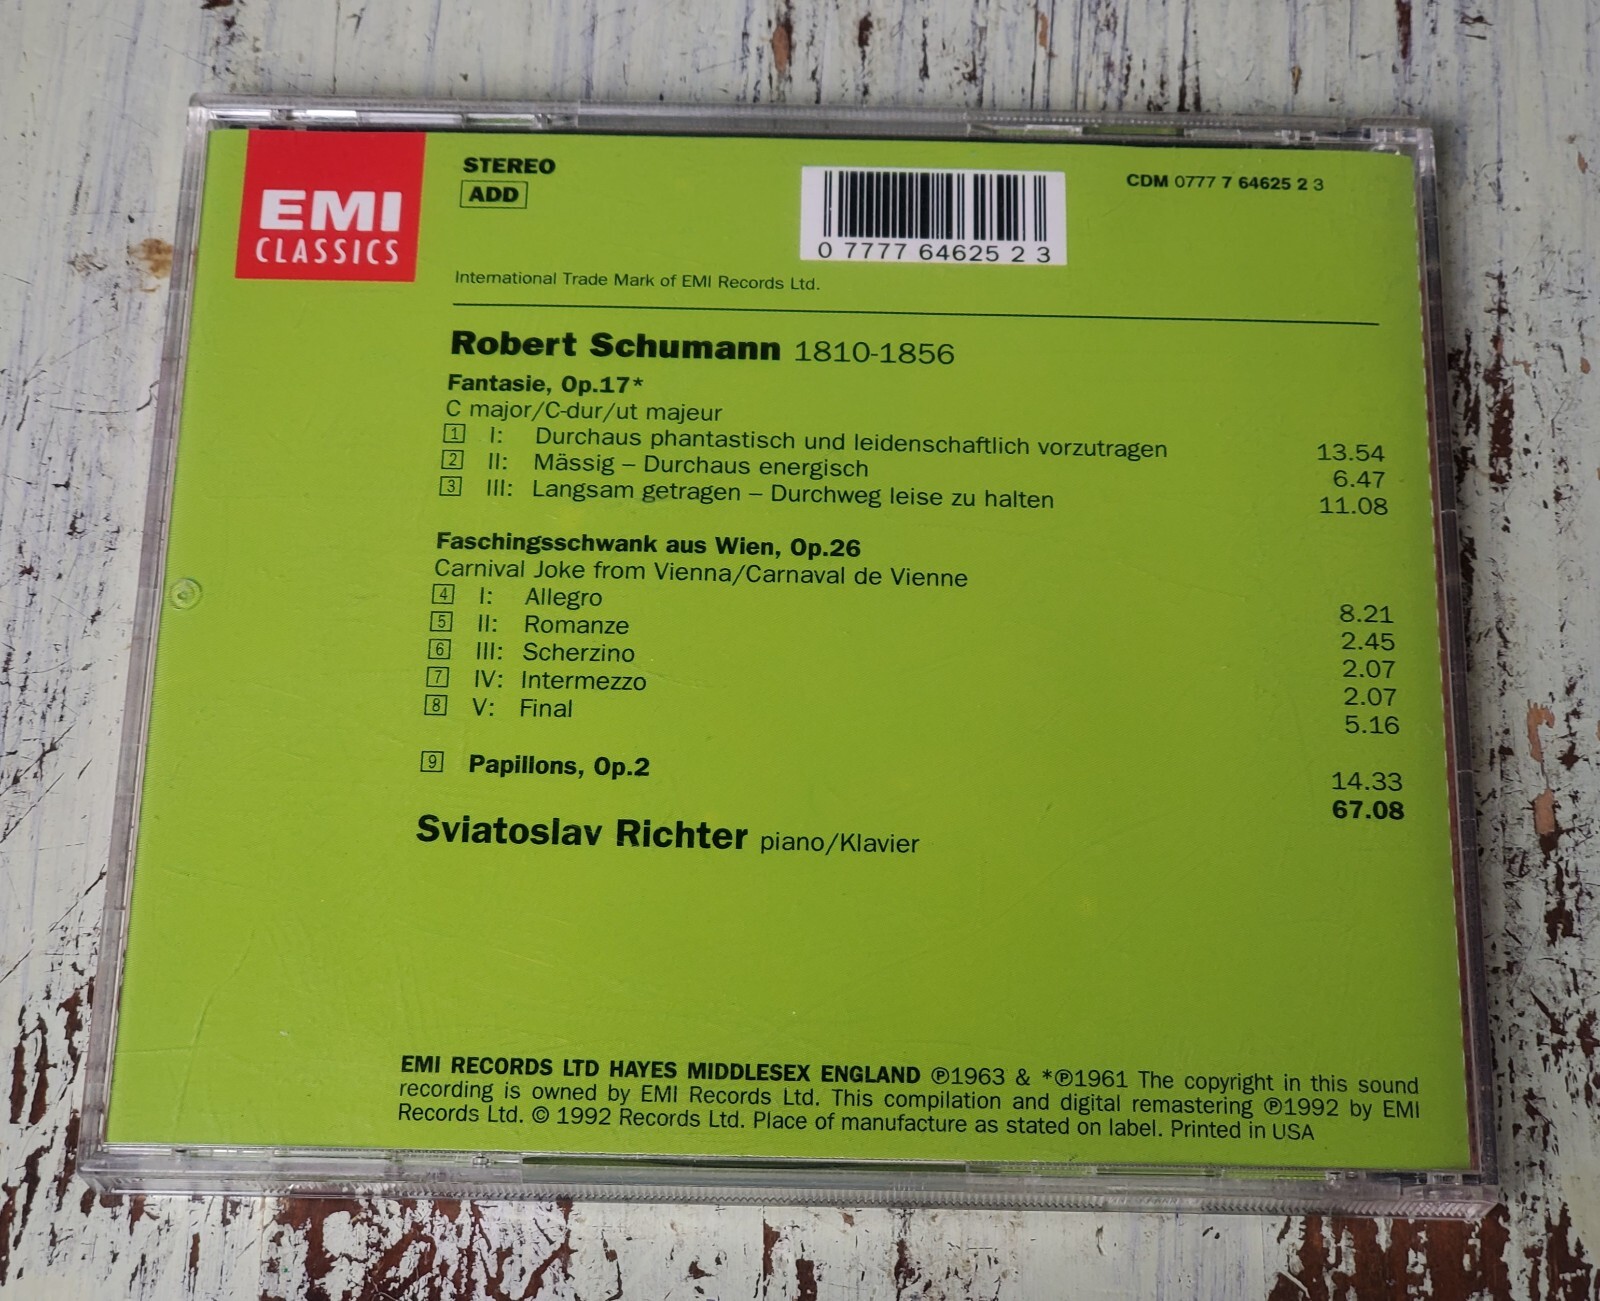 EMI
CLASSICS
STEREO
ADD
0 7777 64625 2 3
CDM 0777 7 64625 2 3
International Trade Mark of EMI Records Ltd.
Robert Schumann 1810-1856
Fantasie, Op.17*
C major/C-dur/ut majeur
1 I: Durchaus phantastisch und leidenschaftlich vorzutragen 13.54
2 II: Mässig – Durchaus energisch 6.47
3 III: Langsam getragen – Durchweg leise zu halten 11.08
Faschingsschwank aus Wien, Op.26
Carnival Joke from Vienna/Carnaval de Vienne
4 I: Allegro 8.21
5 II: Romanze 2.45
6 III: Scherzino 2.07
7 IV: Intermezzo 2.07
8 V: Final 5.16
9 Papillons, Op.2 14.33
67.08
Sviatoslav Richter piano/Klavier
EMI RECORDS LTD HAYES MIDDLESEX ENGLAND ℗1963 & *℗1961 The copyright in this sound
recording is owned by EMI Records Ltd. This compilation and digital remastering ℗1992 by EMI
Records Ltd. © 1992 Records Ltd. Place of manufacture as stated on label. Printed in USA